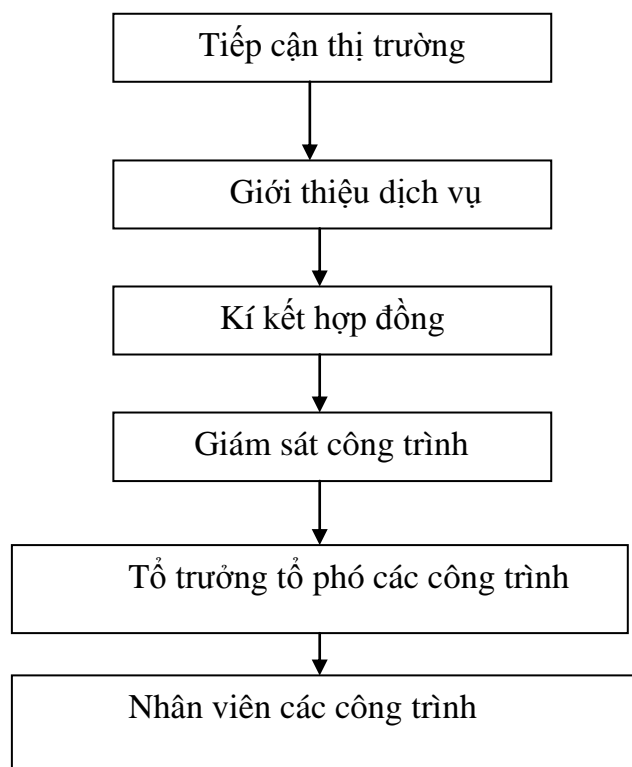 Tiếp cận thị trường
Giới thiệu dịch vụ
Kí kết hợp đồng
Giám sát công trình
Tổ trưởng tổ phó các công trình
Nhân viên các công trình